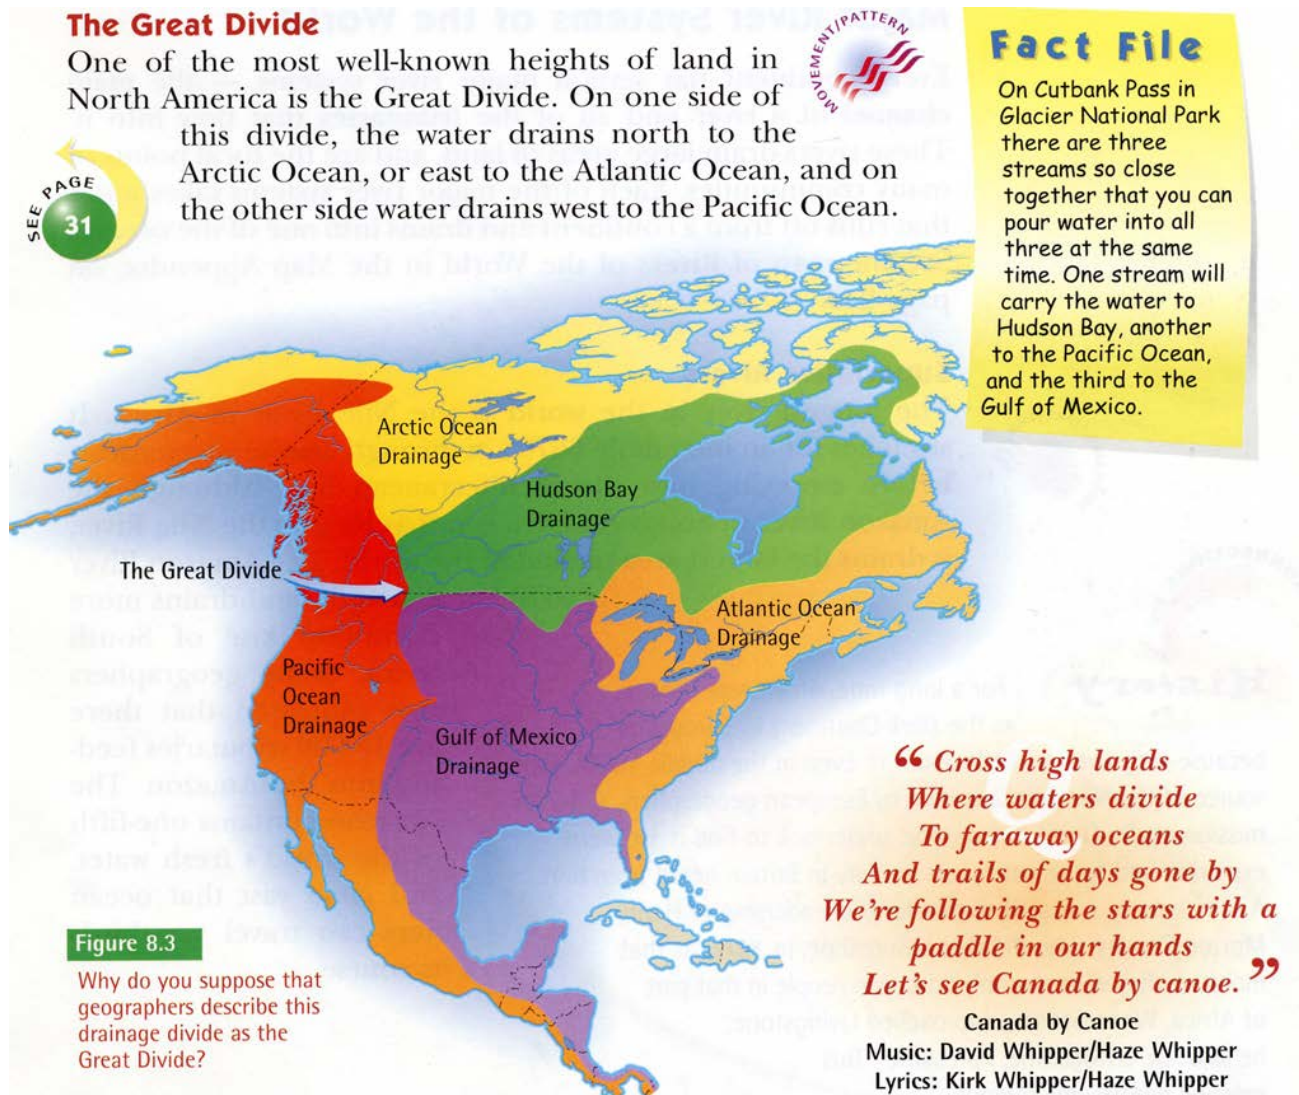 The Great Divide
One of the most well-known heights of land in
North America is the Great Divide. On one side of
this divide, the water drains north to the
Arctic Ocean, or east to the Atlantic Ocean, and on
the other side water drains west to the Pacific Ocean.
MOVEMENT/PATTERN
SEE PAGE
31
Fact File
On Cutbank Pass in
Glacier National Park
there are three
streams so close
together that you can
pour water into all
three at the same
time. One stream will
carry the water to
Hudson Bay, another
to the Pacific Ocean,
and the third to the
Gulf of Mexico.
Arctic Ocean
Drainage
Hudson Bay
Drainage
The Great Divide
Atlantic Ocean
Drainage
Pacific
Ocean
Drainage
Gulf of Mexico
Drainage
Figure 8.3
Why do you suppose that
geographers describe this
drainage divide as the
Great Divide?
“ Cross high lands
Where waters divide
To faraway oceans
And trails of days gone by
We're following the stars with a
paddle in our hands
Let's see Canada by canoe. ”
Canada by Canoe
Music: David Whipper/Haze Whipper
Lyrics: Kirk Whipper/Haze Whipper